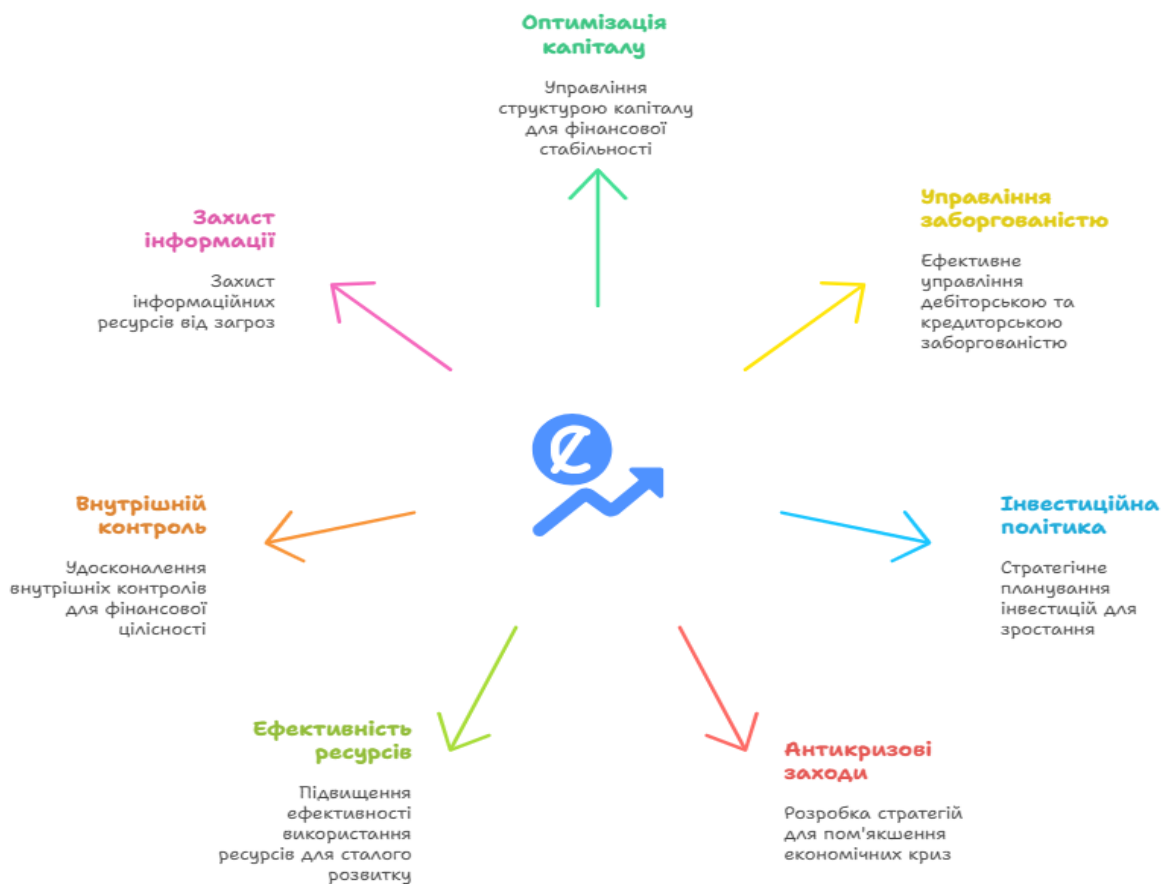 Оптимізація
капіталу
Управління
структурою капіталу
для фінансової
стабільності
Управління
заборгованістю
Ефективне
управління
дебіторською та
кредиторською
заборгованістю
Інвестиційна
політика
Стратегічне
планування
інвестицій для
зростання
Антикризові
заходи
Розробка стратегій
для пом'якшення
економічних криз
Ефективність
ресурсів
Підвищення
ефективності
використання
ресурсів для сталого
розвитку
Внутрішній
контроль
Удосконалення
внутрішніх контролів
для фінансової
цілісності
Захист
інформації
Захист
інформаційних
ресурсів від загроз